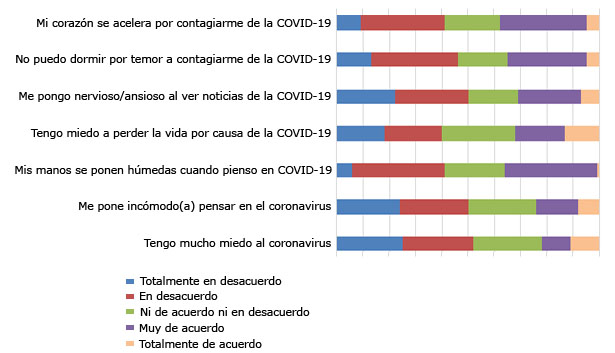 Mi corazón se acelera por contagiarme de la COVID-19
No puedo dormir por temor a contagiarme de la COVID-19
Me pongo nervioso/ansioso al ver noticias de la COVID-19
Tengo miedo a perder la vida por causa de la COVID-19
Mis manos se ponen húmedas cuando pienso en COVID-19
Me pone incómodo(a) pensar en el coronavirus
Tengo mucho miedo al coronavirus
Totalmente en desacuerdo
En desacuerdo
Ni de acuerdo ni en desacuerdo
Muy de acuerdo
Totalmente de acuerdo